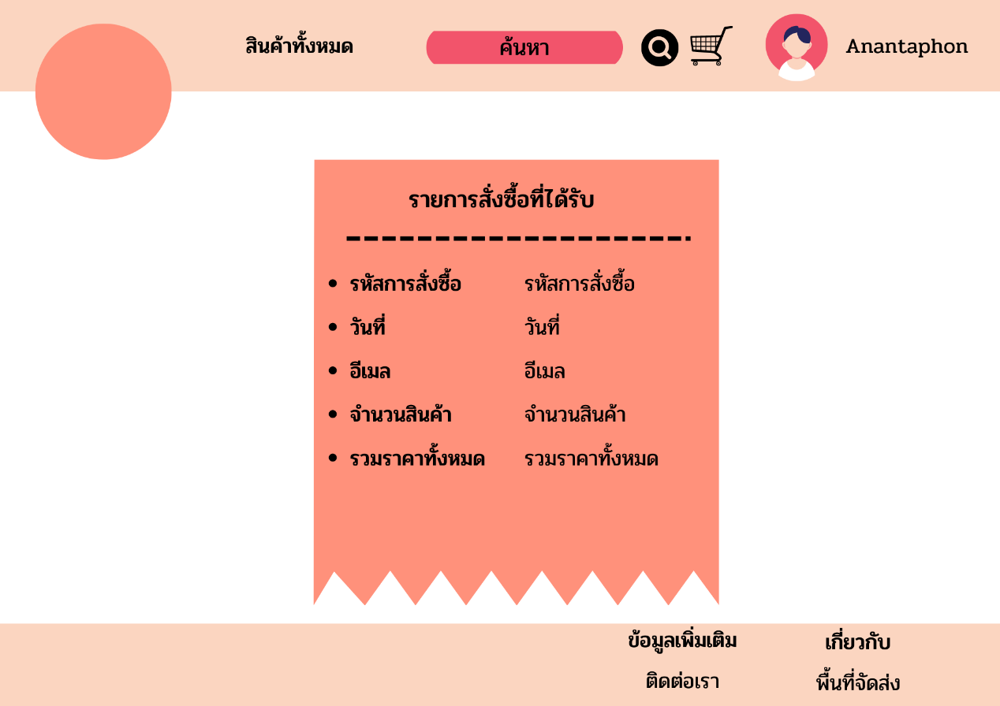 สินค้าทั้งหมด
ค้นหา
Anantaphon
รายการสั่งซื้อที่ได้รับ
รหัสการสั่งซื้อ รหัสการสั่งซื้อ
วันที่ วันที่
อีเมล อีเมล
จำนวนสินค้า จำนวนสินค้า
รวมราคาทั้งหมด รวมราคาทั้งหมด
ข้อมูลเพิ่มเติม เกี่ยวกับ
ติดต่อเรา พื้นที่จัดส่ง